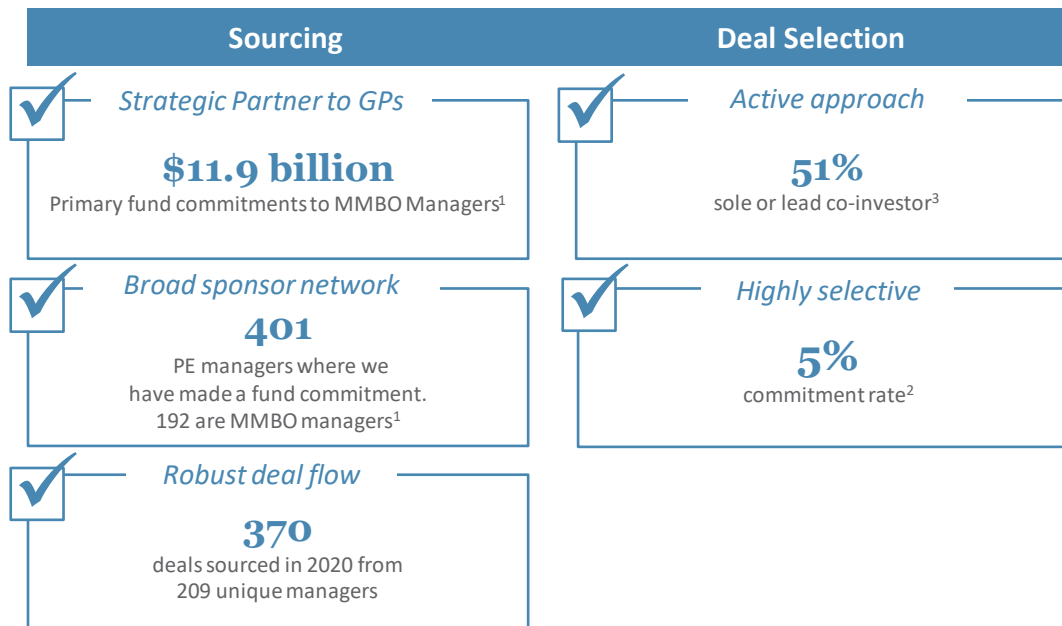 Sourcing
Strategic Partner to GPs
$11.9 billion
Primary fund commitments to MMBO Managers1
Broad sponsor network
401
PE managers where we
have made a fund commitment.
192 are MMBO managers1
Robust deal flow
370
deals sourced in 2020 from
209 unique managers
Deal Selection
Active approach
51%
sole or lead co-investor3
Highly selective
5%
commitment rate2